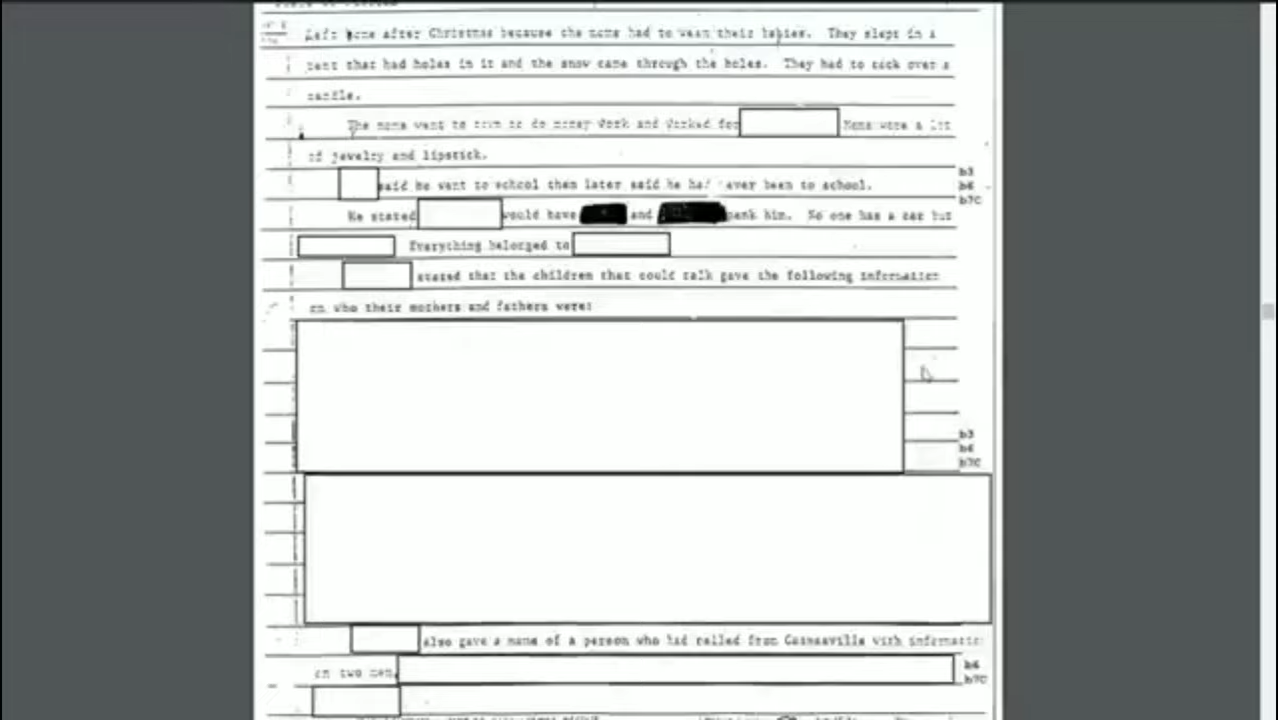 after Christmas because the moms had to wean their babies. They slept in a
tent that had holes in it and the snow came through the holes. They had to cook over a
candle.
The moms went to town to do money work and worked for Moms wore a lot
of jewelry and lipstick.
b3
said he went to school then later said he had never been to school.
b6
b7C
He stated would have and spank him. No one has a car but
Everything belonged to
stated that the children that could talk gave the following information
on who their mothers and fathers were:
b3
b6
b7C
also gave a name of a person who had called from Gainesville with information
on two men,
b6
b7C